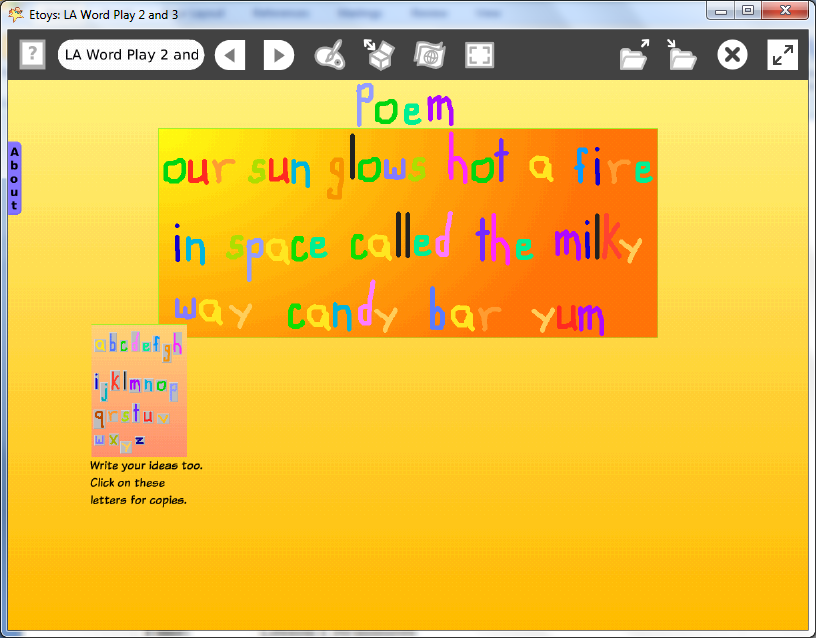 Etoys: LA Word Play 2 and 3
?
LA Word Play 2 and
Poem
About
our sun glows hot a fire
in space called the milky
way candy bar yum
abcdefgh
ijklmnop
qrstuv
wxyz
Write your ideas too.
Click on these
letters for copies.